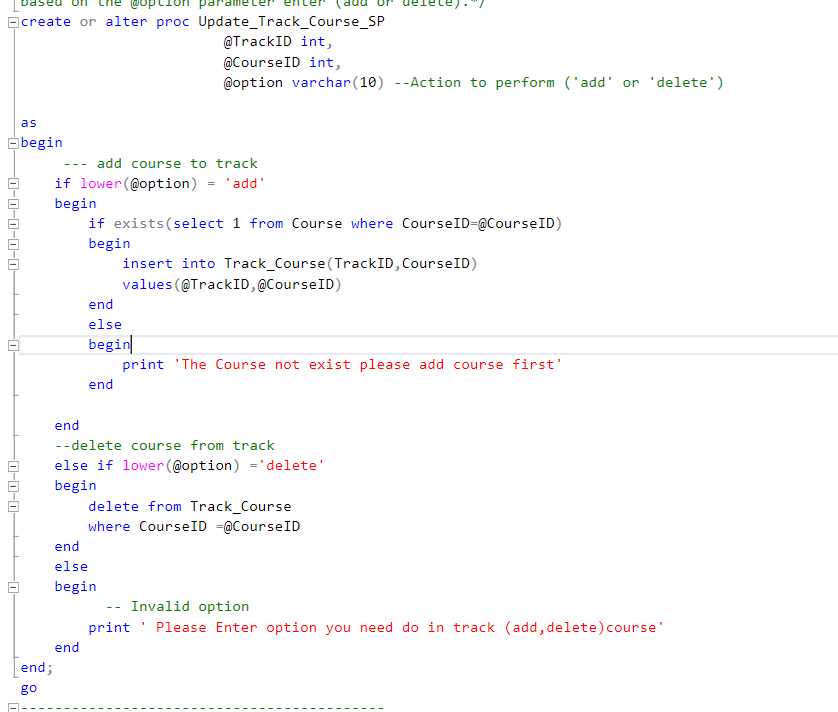 based on the @option parameter enter (add or delete).*/
create or alter proc Update_Track_Course_SP
@TrackID int,
@CourseID int,
@option varchar(10) --Action to perform ('add' or 'delete')
as
begin
--- add course to track
if lower(@option) = 'add'
begin
if exists(select 1 from Course where CourseID=@CourseID)
begin
insert into Track_Course(TrackID,CourseID)
values(@TrackID,@CourseID)
end
else
begin
print 'The Course not exist please add course first'
end
end
--delete course from track
else if lower(@option) ='delete'
begin
delete from Track_Course
where CourseID =@CourseID
end
else
begin
-- Invalid option
print ' Please Enter option you need do in track (add,delete)course'
end
end;
go
-------------------------------------------